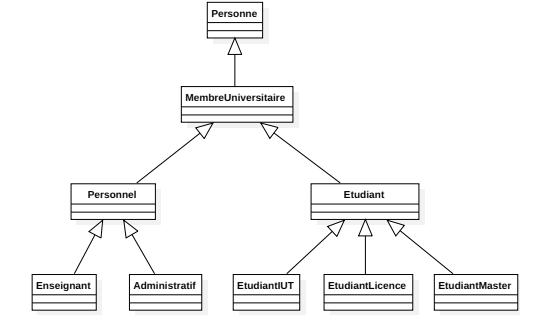 Personne
MembreUniversitaire
Personnel
Etudiant
Enseignant
Administratif
EtudiantIUT
EtudiantLicence
EtudiantMaster